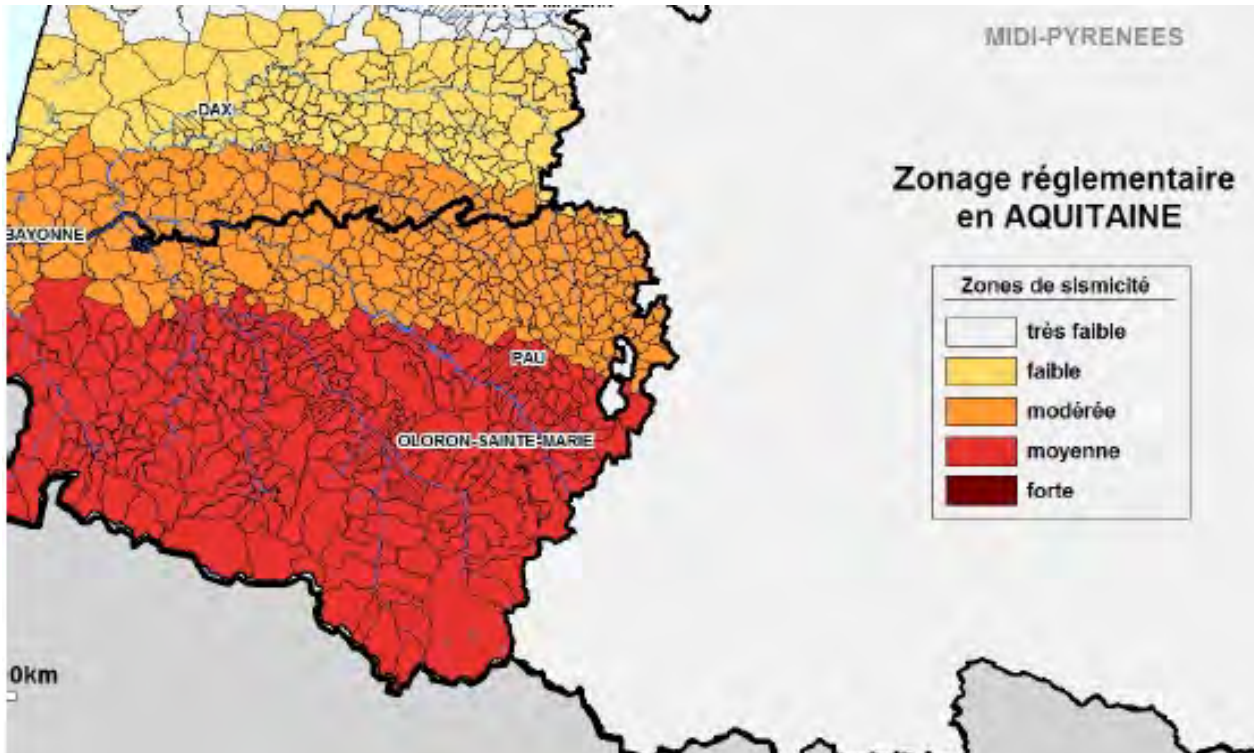 MIDI-PYRENEES
DAX
Zonage réglementaire
en AQUITAINE
BAYONNE
Zones de sismicité
très faible
faible
modérée
moyenne
forte
PAU
OLORON-SAINTE-MARIE
0km